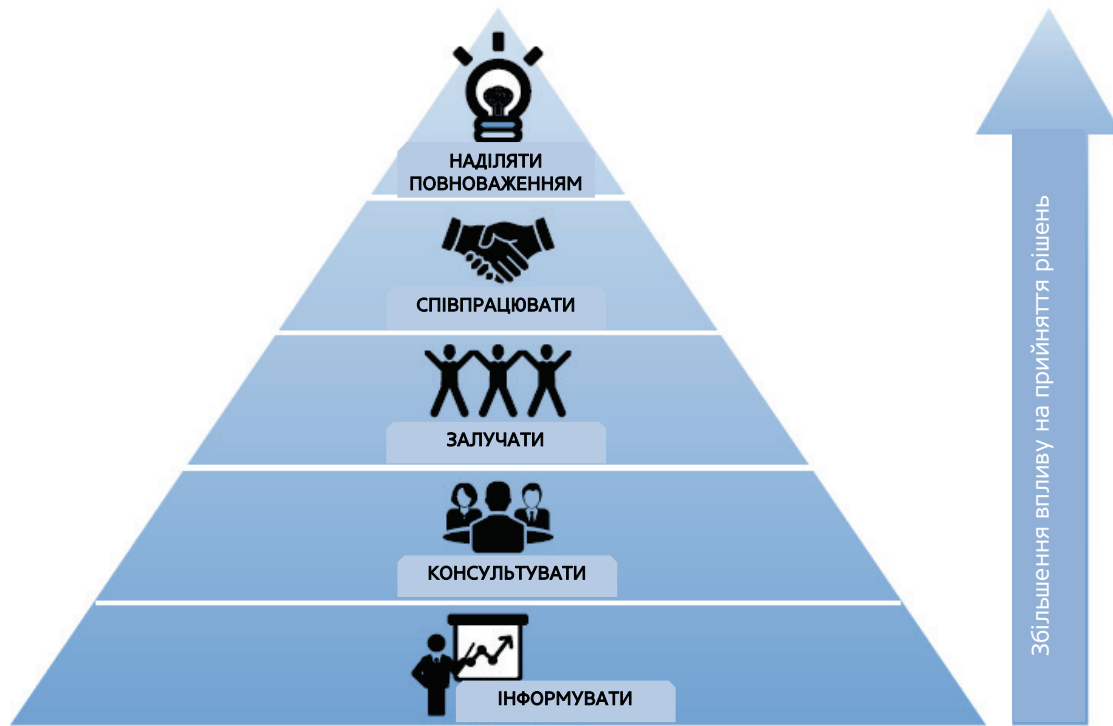 НАДІЛЯТИ
ПОВНОВАЖЕННЯМ
СПІВПРАЦЮВАТИ
ЗАЛУЧАТИ
КОНСУЛЬТУВАТИ
ІНФОРМУВАТИ
Збільшення впливу на прийняття рішень